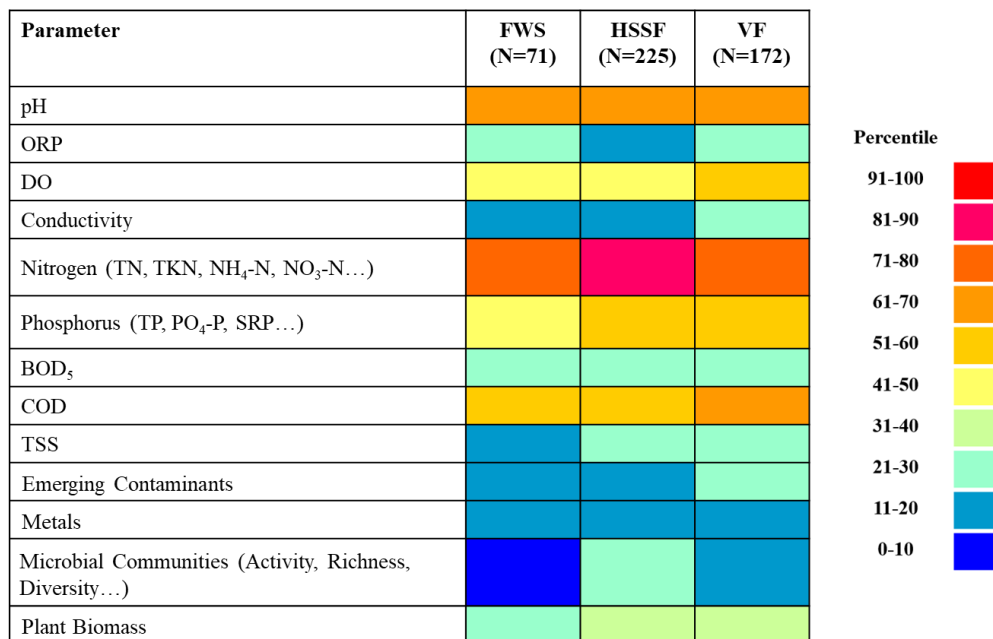 Parameter FWS (N=71) HSSF (N=225) VF (N=172)
pH
ORP
DO
Conductivity
Nitrogen (TN, TKN, NH₄-N, NO₃-N…)
Phosphorus (TP, PO₄-P, SRP…)
BOD₅
COD
TSS
Emerging Contaminants
Metals
Microbial Communities (Activity, Richness,
Diversity…)
Plant Biomass
Percentile
91-100
81-90
71-80
61-70
51-60
41-50
31-40
21-30
11-20
0-10